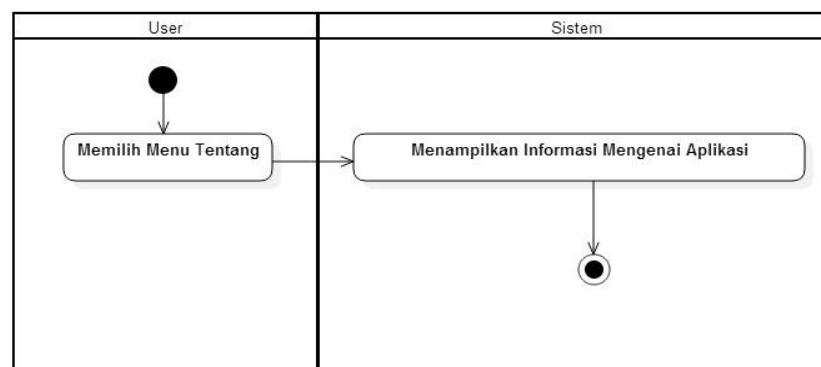 User
Sistem
Memilih Menu Tentang
Menampilkan Informasi Mengenai Aplikasi